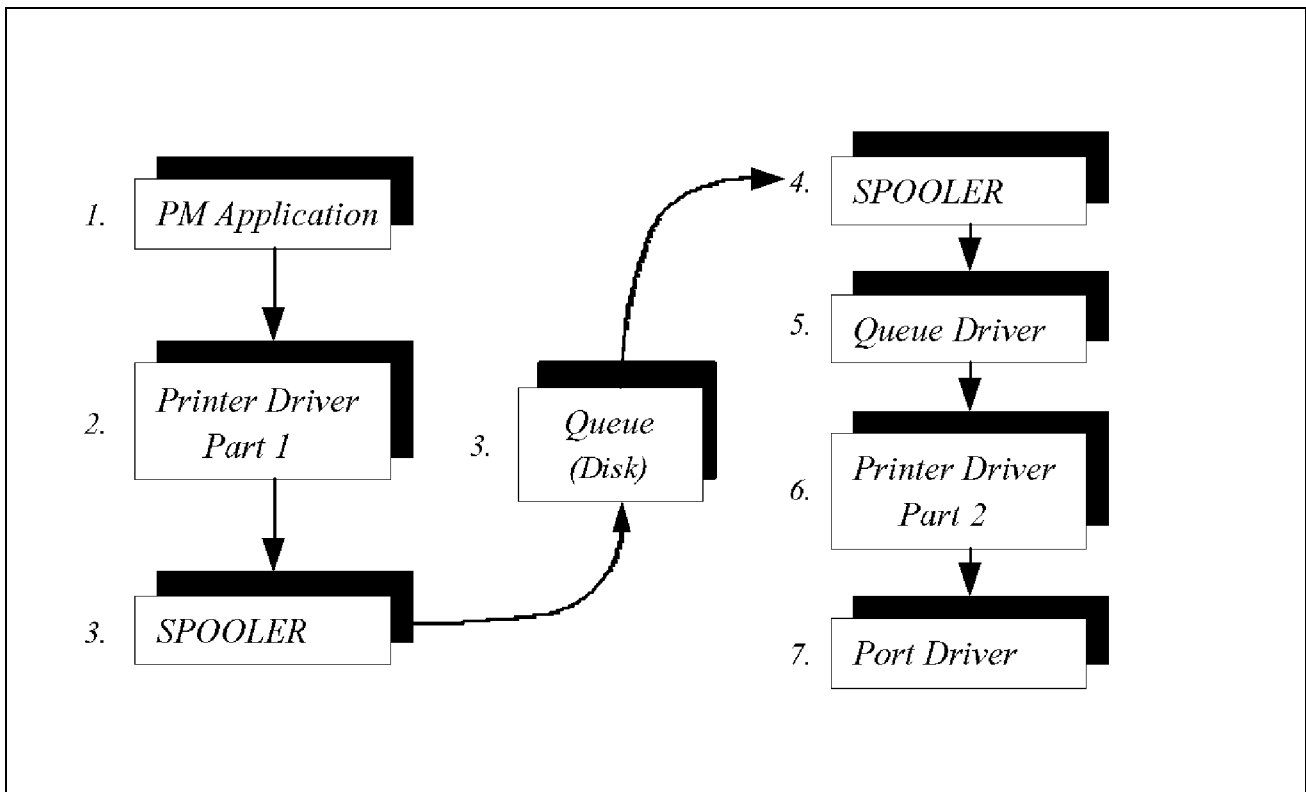 1. PM Application
2. Printer Driver
Part 1
3. SPOOLER
3. Queue
(Disk)
4. SPOOLER
5. Queue Driver
6. Printer Driver
Part 2
7. Port Driver